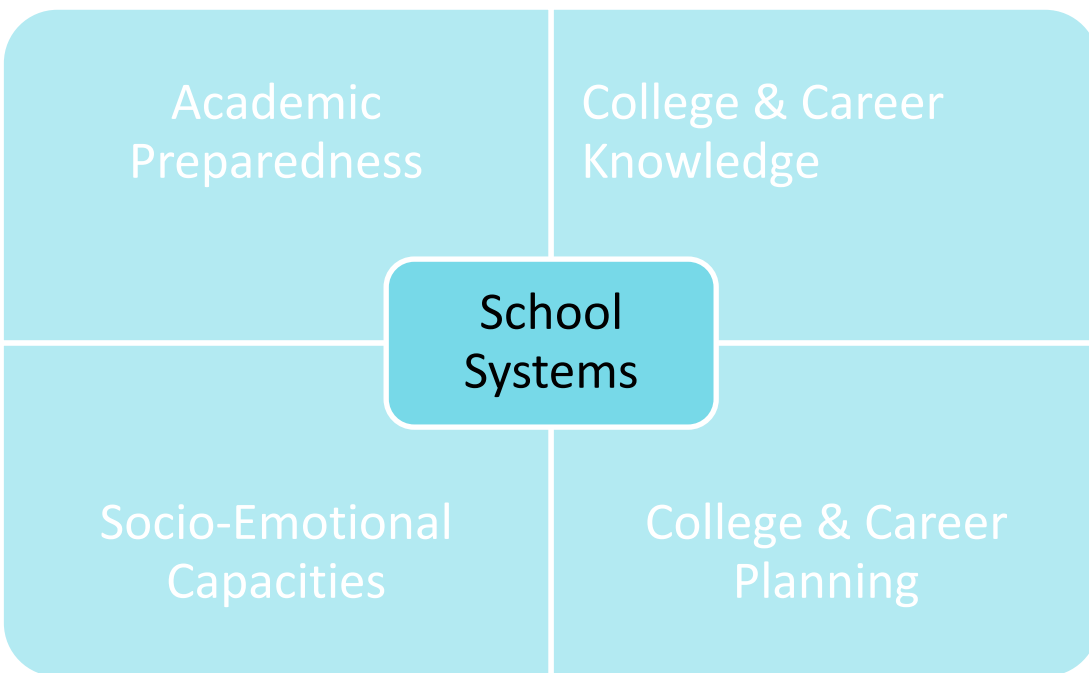 Academic
Preparedness
College & Career
Knowledge
School
Systems
Socio-Emotional
Capacities
College & Career
Planning